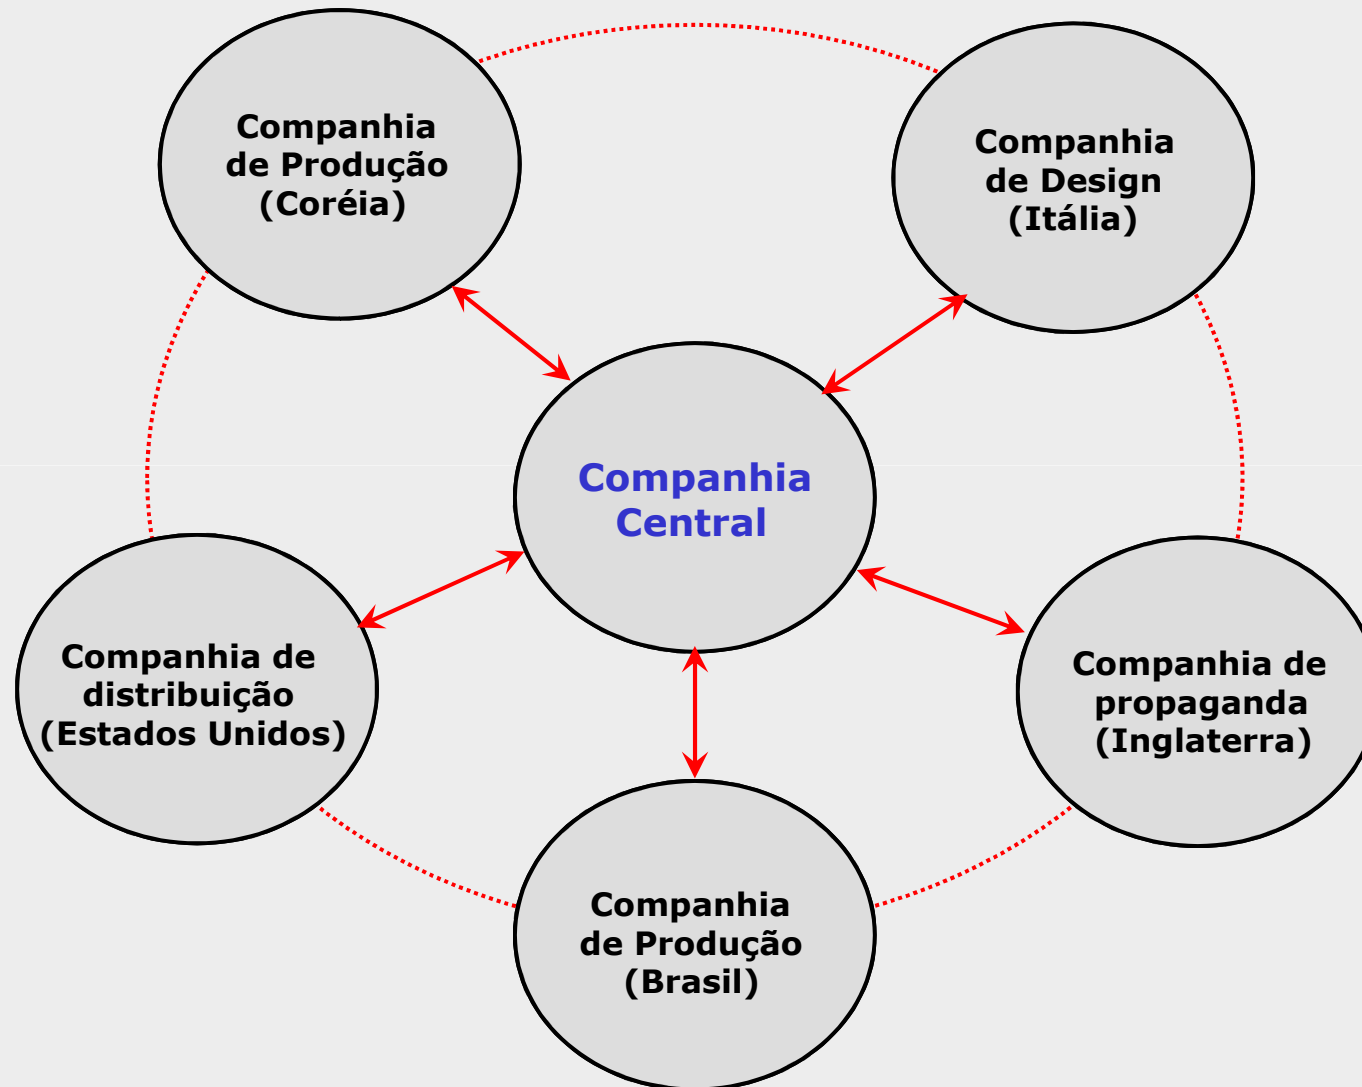 Companhia
de Produção
(Coréia)
Companhia
de Design
(Itália)
Companhia
Central
Companhia de
distribuição
(Estados Unidos)
Companhia de
propaganda
(Inglaterra)
Companhia
de Produção
(Brasil)